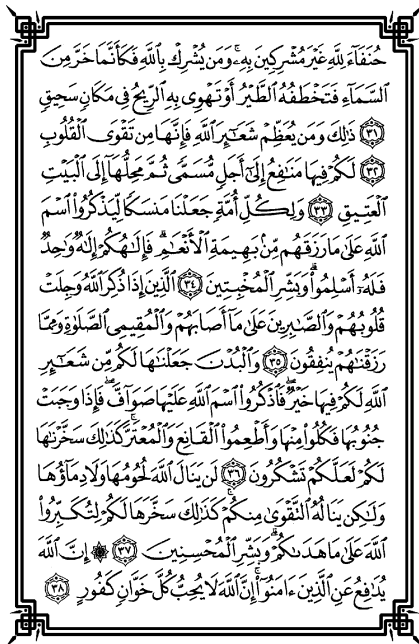 حُنَفَآءَ لِلَّهِ غَيْرَ مُشْرِكِينَ بِهِۦۚ وَمَن يُشْرِكْ بِٱللَّهِ فَكَأَنَّمَا خَرَّ مِنَ
ٱلسَّمَآءِ فَتَخْطَفُهُ ٱلطَّيْرُ أَوْ تَهْوِى بِهِ ٱلرِّيحُ فِى مَكَانٍ سَحِيقٍ
۝٣١ ذَٰلِكَ وَمَن يُعَظِّمْ شَعَـٰٓئِرَ ٱللَّهِ فَإِنَّهَا مِن تَقْوَى ٱلْقُلُوبِ
۝٣٢ لَكُمْ فِيهَا مَنَـٰفِعُ إِلَىٰٓ أَجَلٍ مُّسَمًّى ثُمَّ مَحِلُّهَآ إِلَى ٱلْبَيْتِ
ٱلْعَتِيقِ ۝٣٣ وَلِكُلِّ أُمَّةٍ جَعَلْنَا مَنسَكًا لِّيَذْكُرُوا۟ ٱسْمَ
ٱللَّهِ عَلَىٰ مَا رَزَقَهُم مِّنۢ بَهِيمَةِ ٱلْأَنْعَـٰمِۗ فَإِلَـٰهُكُمْ إِلَـٰهٌ وَٰحِدٌ
فَلَهُۥٓ أَسْلِمُوا۟ۗ وَبَشِّرِ ٱلْمُخْبِتِينَ ۝٣٤ ٱلَّذِينَ إِذَا ذُكِرَ ٱللَّهُ وَجِلَتْ
قُلُوبُهُمْ وَٱلصَّـٰبِرِينَ عَلَىٰ مَآ أَصَابَهُمْ وَٱلْمُقِيمِى ٱلصَّلَوٰةِ وَمِمَّا
رَزَقْنَـٰهُمْ يُنفِقُونَ ۝٣٥ وَٱلْبُدْنَ جَعَلْنَـٰهَا لَكُم مِّن شَعَـٰٓئِرِ
ٱللَّهِ لَكُمْ فِيهَا خَيْرٌۖ فَٱذْكُرُوا۟ ٱسْمَ ٱللَّهِ عَلَيْهَا صَوَآفَّۖ فَإِذَا وَجَبَتْ
جُنُوبُهَا فَكُلُوا۟ مِنْهَا وَأَطْعِمُوا۟ ٱلْقَانِعَ وَٱلْمُعْتَرَّۚ كَذَٰلِكَ سَخَّرْنَـٰهَا
لَكُمْ لَعَلَّكُمْ تَشْكُرُونَ ۝٣٦ لَن يَنَالَ ٱللَّهَ لُحُومُهَا وَلَا دِمَآؤُهَا
وَلَـٰكِن يَنَالُهُ ٱلتَّقْوَىٰ مِنكُمْۚ كَذَٰلِكَ سَخَّرَهَا لَكُمْ لِتُكَبِّرُوا۟
ٱللَّهَ عَلَىٰ مَا هَدَىٰكُمْۗ وَبَشِّرِ ٱلْمُحْسِنِينَ ۝٣٧ ۞ إِنَّ ٱللَّهَ
يُدَٰفِعُ عَنِ ٱلَّذِينَ ءَامَنُوٓا۟ۗ إِنَّ ٱللَّهَ لَا يُحِبُّ كُلَّ خَوَّانٍ كَفُورٍ ۝٣٨